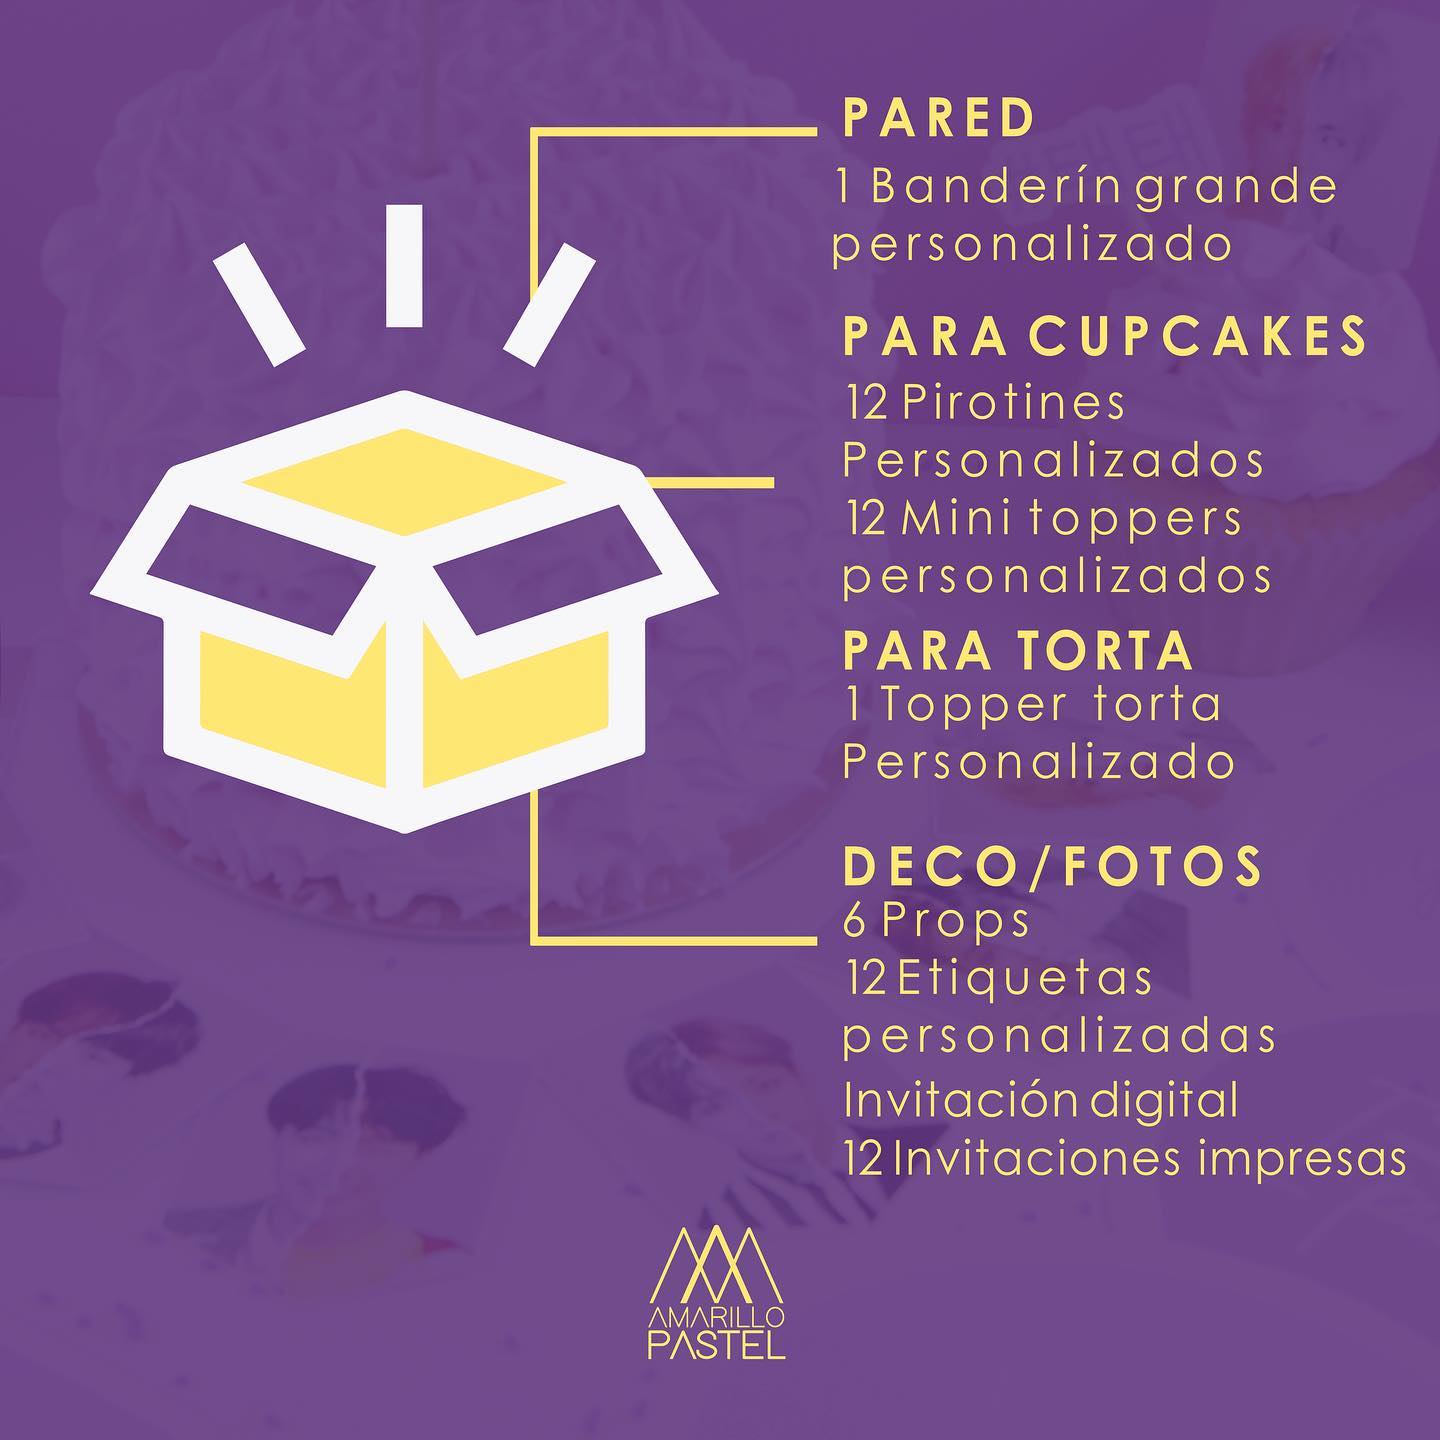 PARED
1 Banderín grande
personalizado
PARA CUPCAKES
12 Pirotines
Personalizados
12 Mini toppers
personalizados
PARA TORTA
1 Topper torta
Personalizado
DECO/FOTOS
6 Props
12 Etiquetas
personalizadas
Invitación digital
12 Invitaciones impresas
AMARILLO
PASTEL